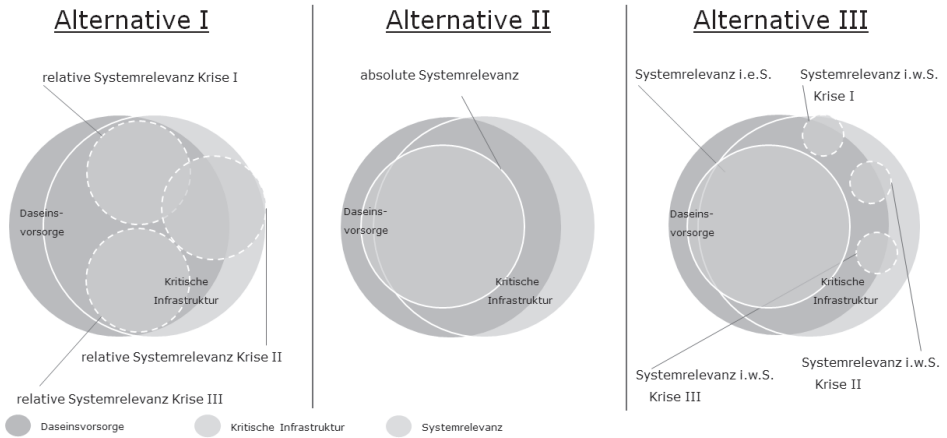 Alternative I
relative Systemrelevanz Krise I
Daseins-
vorsorge
Kritische
Infrastruktur
relative Systemrelevanz Krise II
relative Systemrelevanz Krise III
Alternative II
absolute Systemrelevanz
Daseins-
vorsorge
Kritische
Infrastruktur
Alternative III
Systemrelevanz i.e.S.
Systemrelevanz i.w.S.
Krise I
Daseins-
vorsorge
Kritische
Infrastruktur
Systemrelevanz i.w.S.
Krise III
Systemrelevanz i.w.S.
Krise II
Daseinsvorsorge
Kritische Infrastruktur
Systemrelevanz